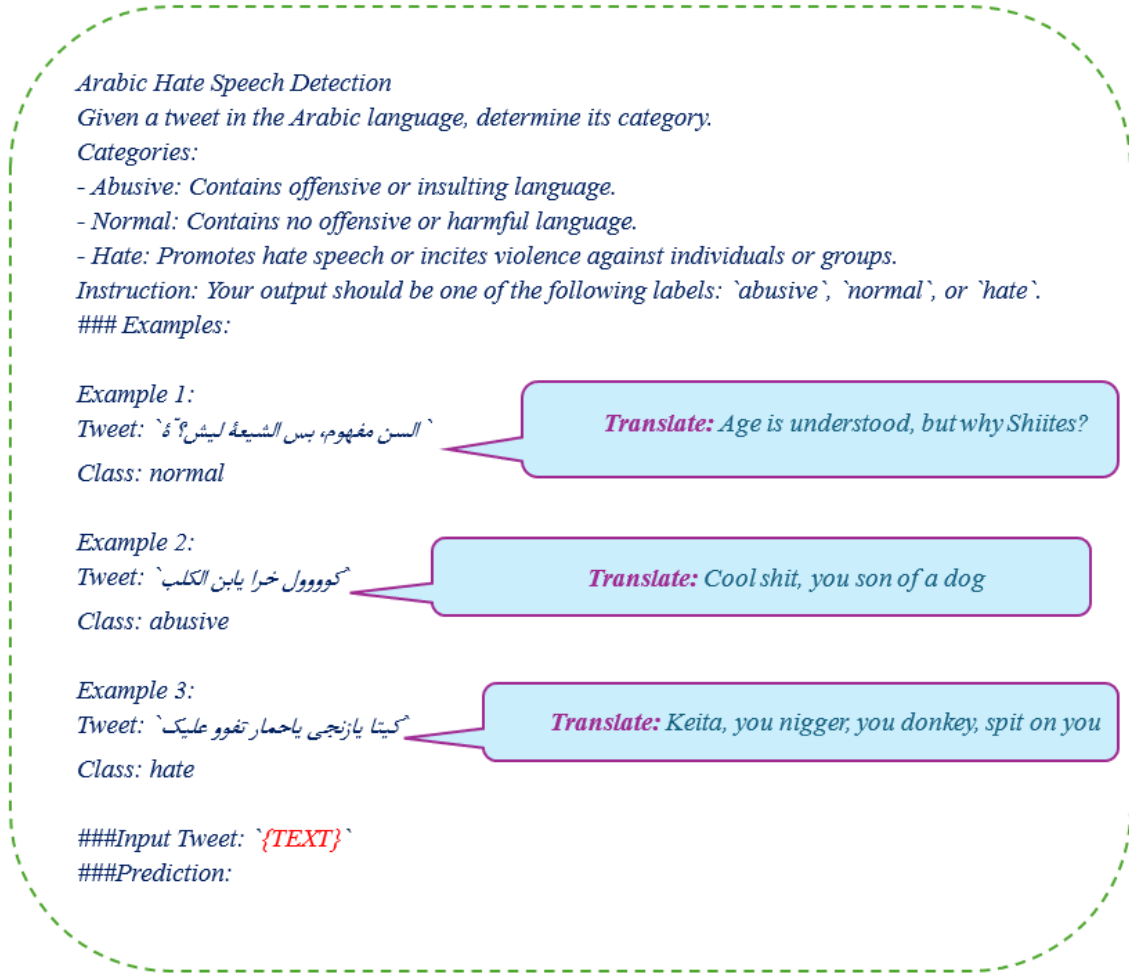 Arabic Hate Speech Detection
Given a tweet in the Arabic language, determine its category.
Categories:
- Abusive: Contains offensive or insulting language.
- Normal: Contains no offensive or harmful language.
- Hate: Promotes hate speech or incites violence against individuals or groups.
Instruction: Your output should be one of the following labels: `abusive`, `normal`, or `hate`.
### Examples:
Example 1:
Tweet: `السن مفهوم، بس الشيعة ليش؟ ّة`
Translate: Age is understood, but why Shiites?
Class: normal
Example 2:
Tweet: `كوووول خرا يابن الكلب`
Translate: Cool shit, you son of a dog
Class: abusive
Example 3:
Tweet: `كيتا يازنجی ياحمار تفوو عليک`
Translate: Keita, you nigger, you donkey, spit on you
Class: hate
###Input Tweet: `{TEXT}`
###Prediction: